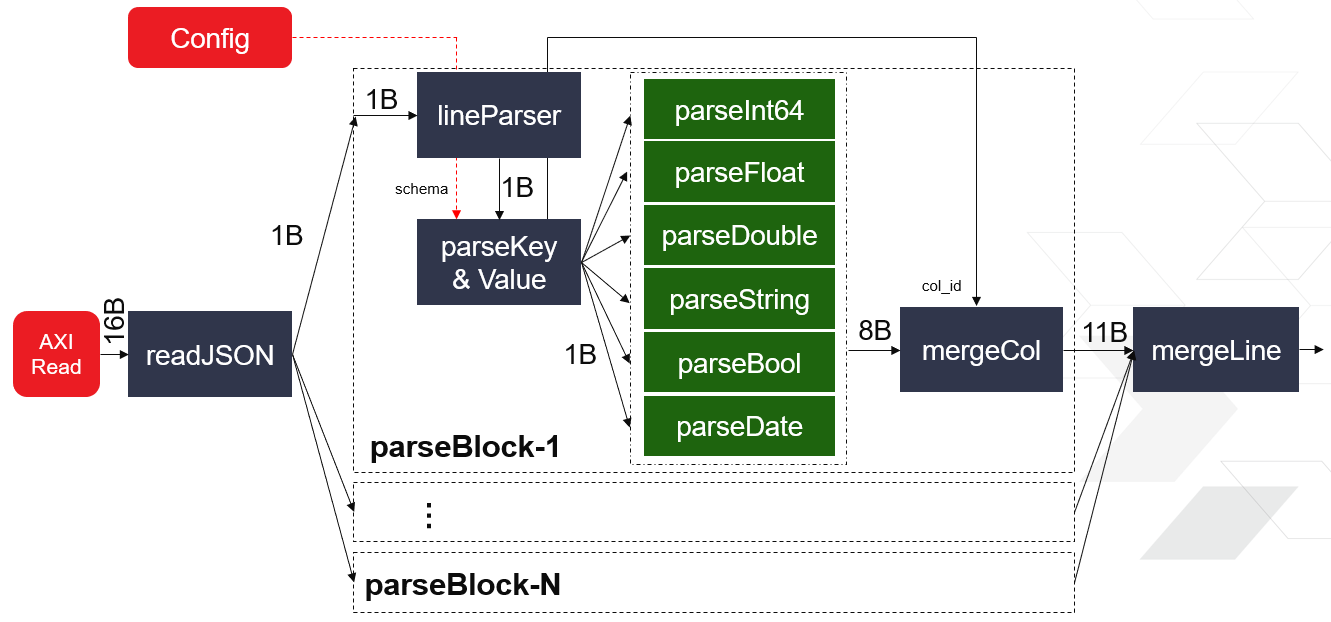 Config
1B
lineParser
schema
1B
parseKey
& Value
1B
16B
AXI
Read
readJSON
parseInt64
parseFloat
parseDouble
parseString
parseBool
parseDate
1B
8B
col_id
mergeCol
11B
mergeLine
parseBlock-1
⋮
parseBlock-N